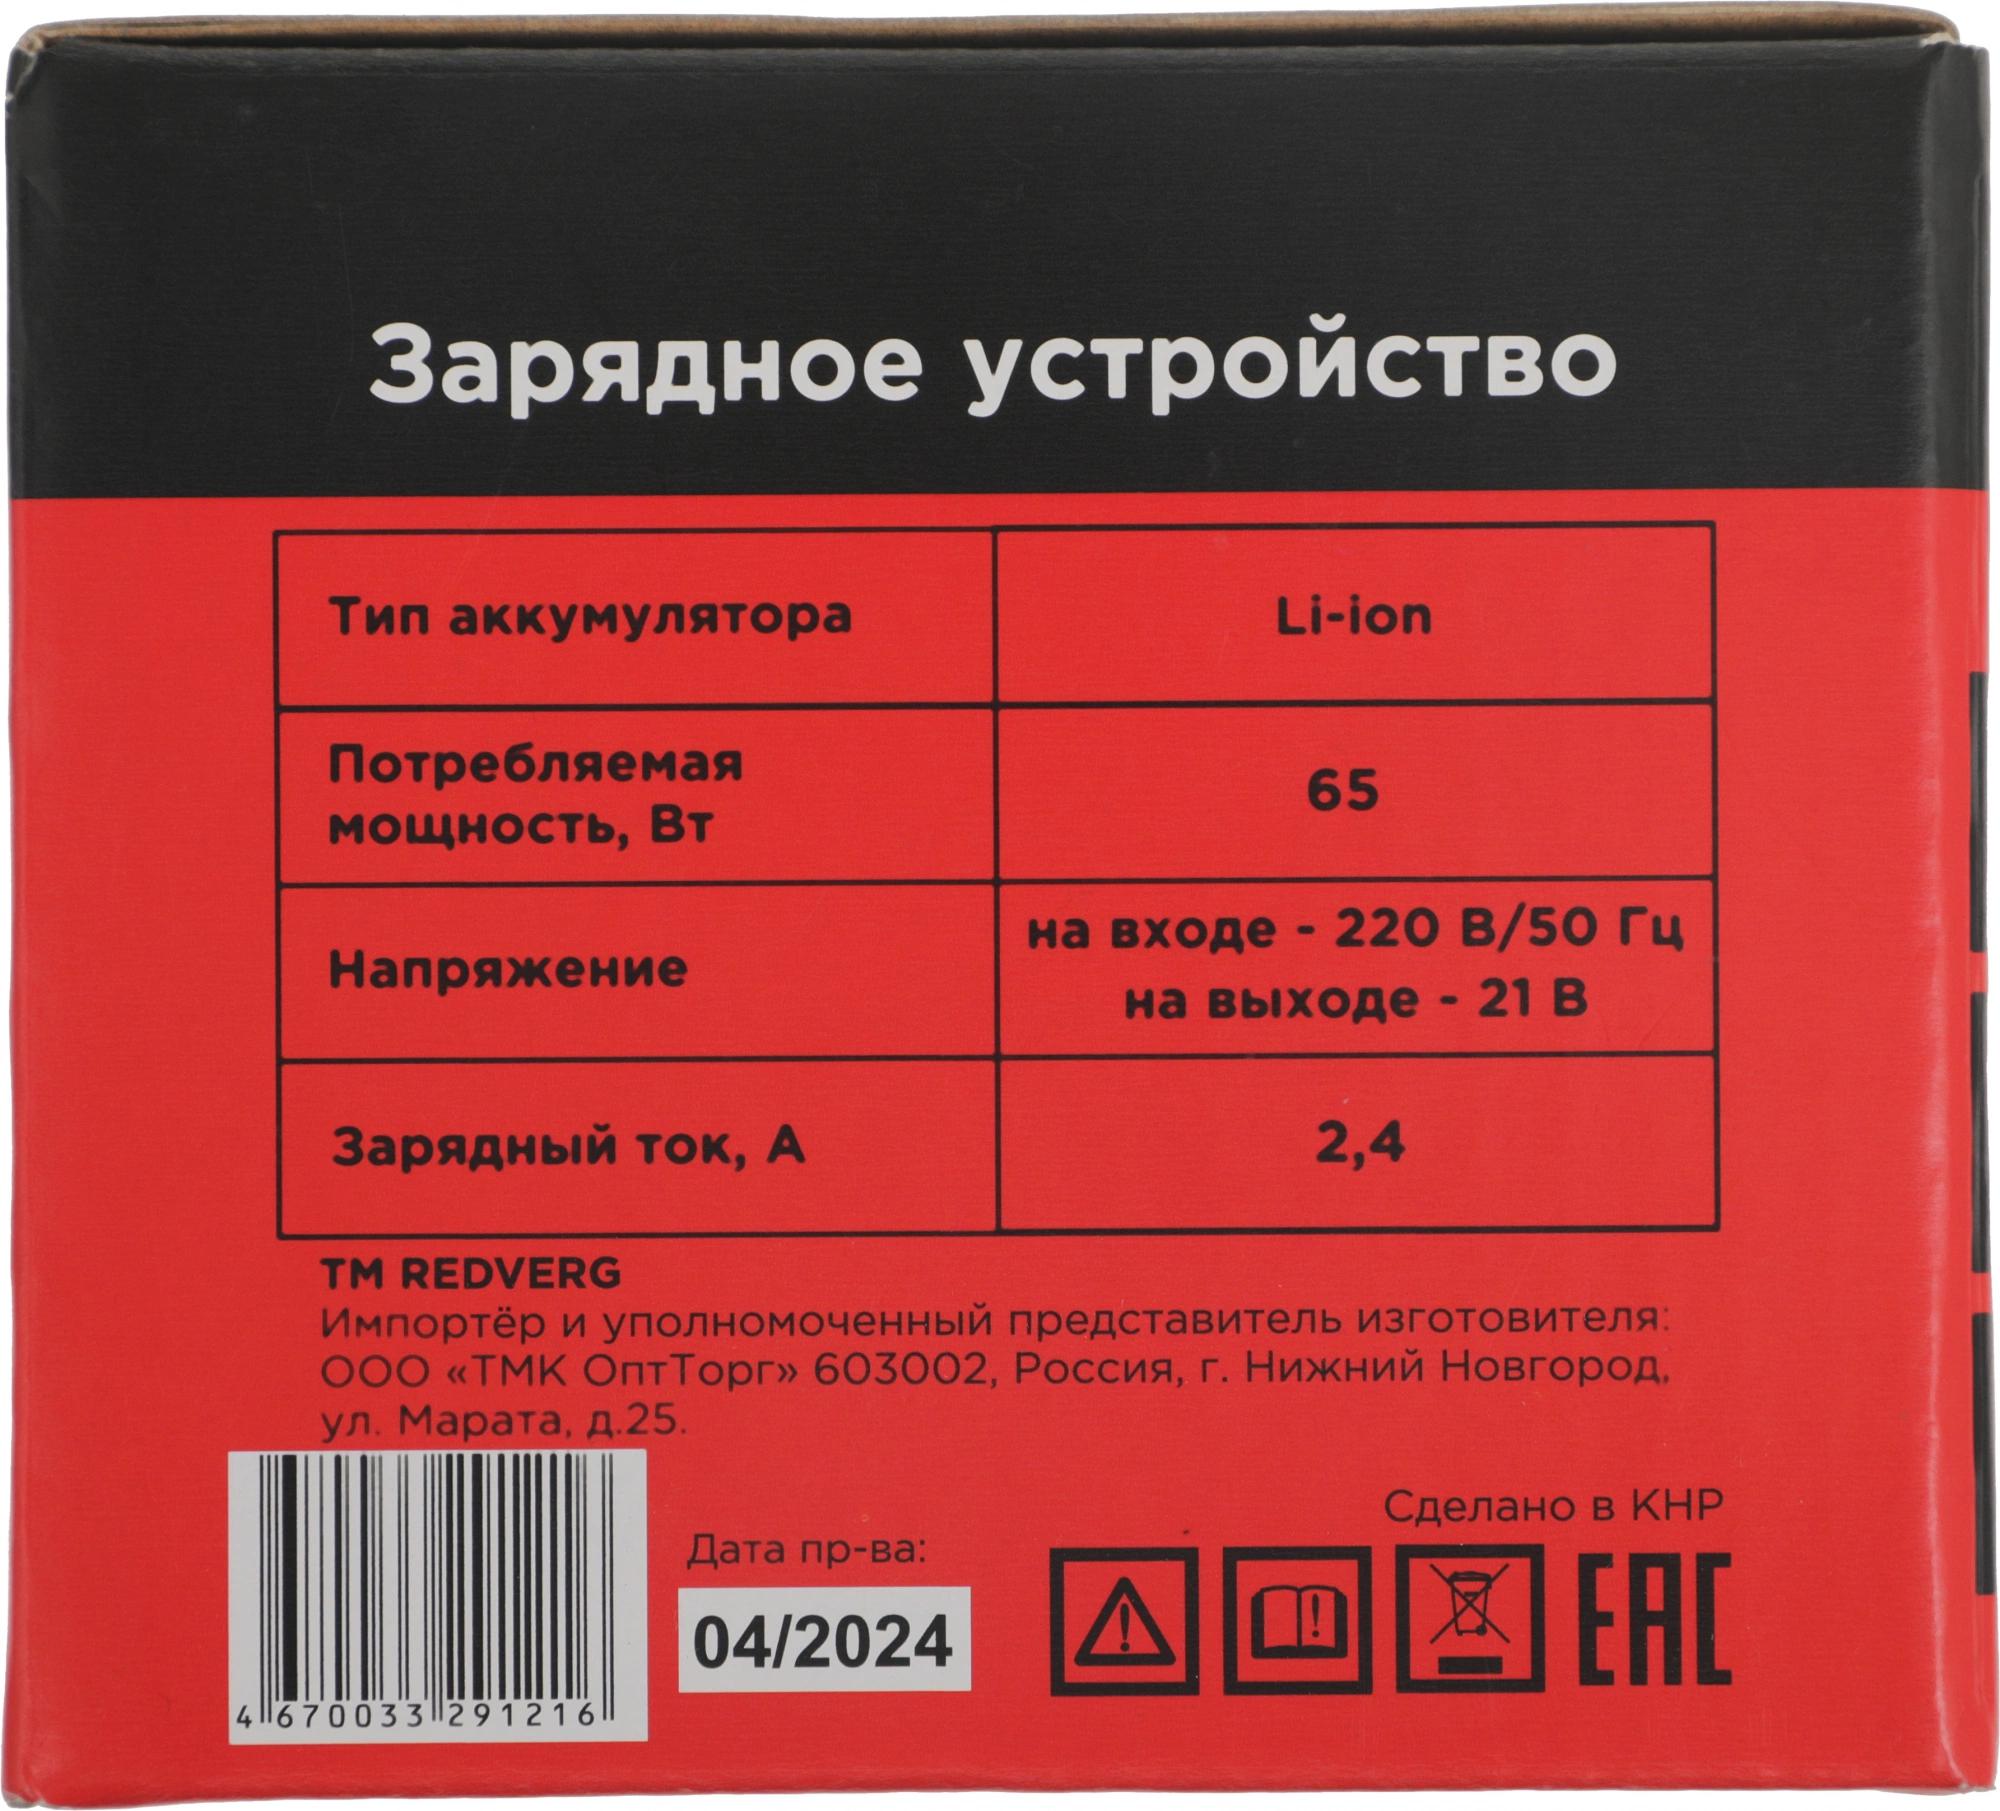 Зарядное устройство
Тип аккумулятора
Li-ion
Потребляемая
мощность, Вт
65
Напряжение
на входе - 220 В/50 Гц
на выходе - 21 В
Зарядный ток, А
2,4
TM REDVERG
Импортёр и уполномоченный представитель изготовителя:
ООО «ТМК ОптТорг» 603002, Россия, г. Нижний Новгород,
ул. Марата, д.25.
Сделано в КНР
Дата пр-ва:
04/2024
EAC
4 670033 291216